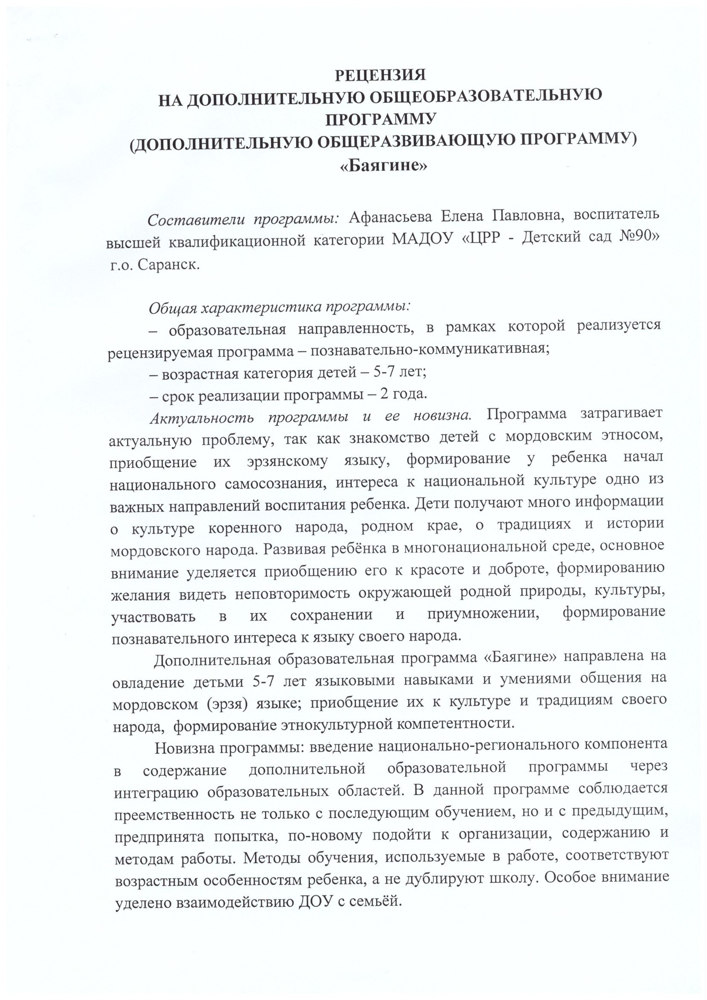 РЕЦЕНЗИЯ
НА ДОПОЛНИТЕЛЬНУЮ ОБЩЕОБРАЗОВАТЕЛЬНУЮ
ПРОГРАММУ
(ДОПОЛНИТЕЛЬНУЮ ОБЩЕРАЗВИВАЮЩУЮ ПРОГРАММУ)
«Баягине»
Составители программы: Афанасьева Елена Павловна, воспитатель
высшей квалификационной категории МАДОУ «ЦРР - Детский сад №90»
г.о. Саранск.
Общая характеристика программы:
– образовательная направленность, в рамках которой реализуется
рецензируемая программа – познавательно-коммуникативная;
– возрастная категория детей – 5-7 лет;
– срок реализации программы – 2 года.
Актуальность программы и ее новизна. Программа затрагивает
актуальную проблему, так как знакомство детей с мордовским этносом,
приобщение их эрзянскому языку, формирование у ребенка начал
национального самосознания, интереса к национальной культуре одно из
важных направлений воспитания ребенка. Дети получают много информации
о культуре коренного народа, родном крае, о традициях и истории
мордовского народа. Развивая ребёнка в многонациональной среде, основное
внимание уделяется приобщению его к красоте и доброте, формированию
желания видеть неповторимость окружающей родной природы, культуры,
участвовать в их сохранении и приумножении, формирование
познавательного интереса к языку своего народа.
Дополнительная образовательная программа «Баягине» направлена на
овладение детьми 5-7 лет языковыми навыками и умениями общения на
мордовском (эрзя) языке; приобщение их к культуре и традициям своего
народа, формирование этнокультурной компетентности.
Новизна программы: введение национально-регионального компонента
в содержание дополнительной образовательной программы через
интеграцию образовательных областей. В данной программе соблюдается
преемственность не только с последующим обучением, но и с предыдущим,
предпринята попытка, по-новому подойти к организации, содержанию и
методам работы. Методы обучения, используемые в работе, соответствуют
возрастным особенностям ребенка, а не дублируют школу. Особое внимание
уделено взаимодействию ДОУ с семьёй.